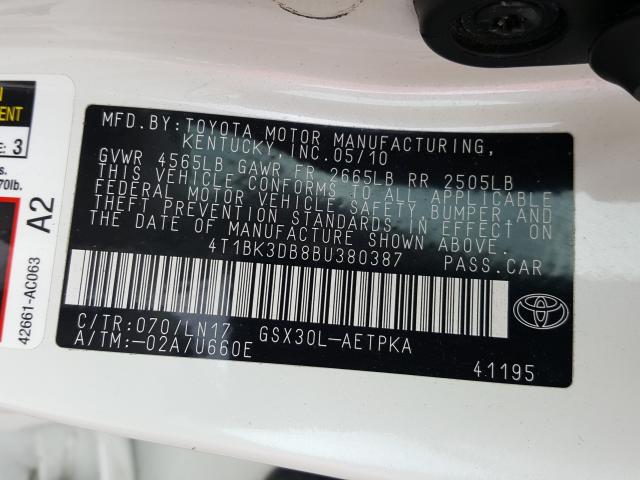 MFD.BY:TOYOTA MOTOR MANUFACTURING,
KENTUCKY, INC.05/10
GVWR 4565LB GAWR FR 2665LB RR 2505LB
THIS VEHICLE CONFORMS TO ALL APPLICABLE
FEDERAL MOTOR VEHICLE SAFETY, BUMPER AND
THEFT PREVENTION STANDARDS IN EFFECT ON
THE DATE OF MANUFACTURE SHOWN ABOVE.
4T1BK3DB8BU380387 PASS.CAR
C/TR:070/LN17 GSX30L-AETPKA
A/TM:-02A/U660E
41195
3
A2
42661-AC063